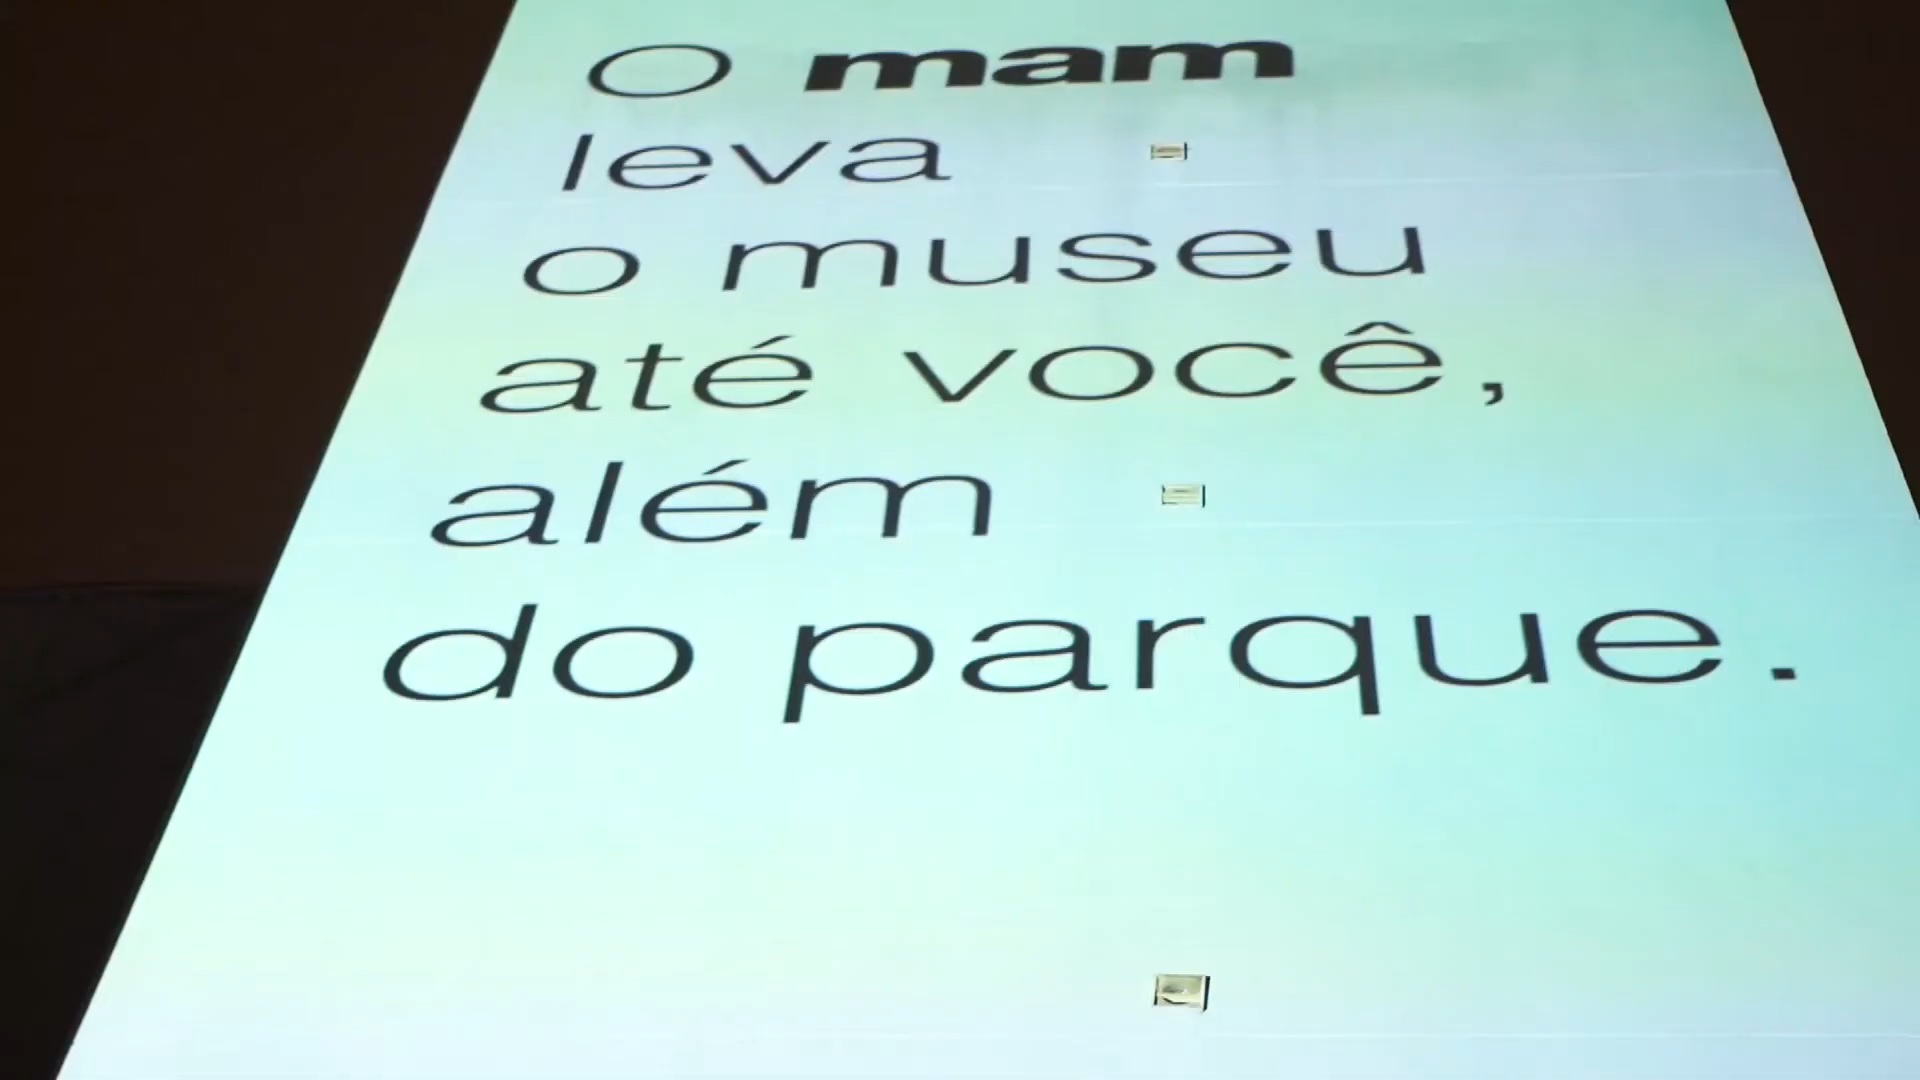 O mam
leva
o museu
até você,
além
do parque.